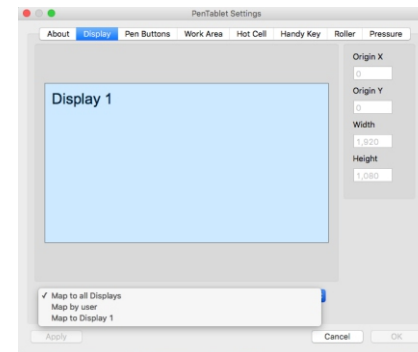 PenTablet Settings
About Display Pen Buttons Work Area Hot Cell Handy Key Roller Pressure
Display 1
Origin X
0
Origin Y
0
Width
1,920
Height
1,080
✓ Map to all Displays
Map by user
Map to Display 1
Apply Cancel OK